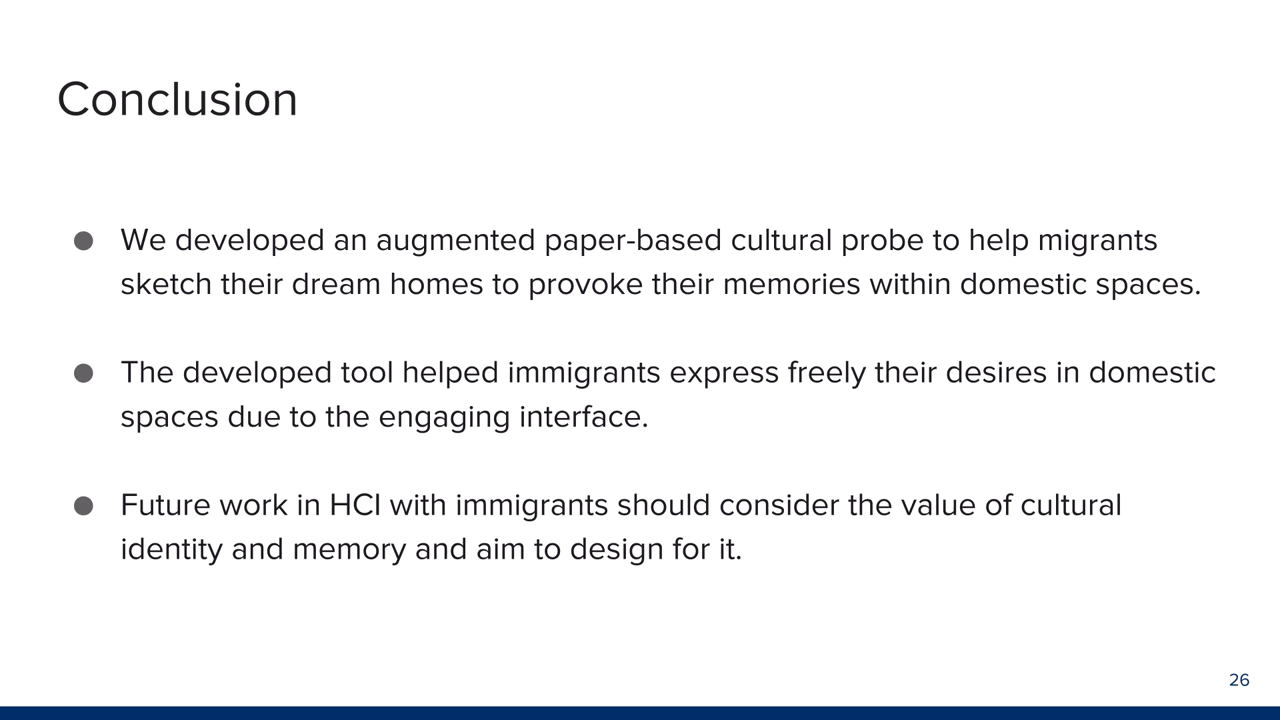 Conclusion
● We developed an augmented paper-based cultural probe to help migrants
sketch their dream homes to provoke their memories within domestic spaces.
● The developed tool helped immigrants express freely their desires in domestic
spaces due to the engaging interface.
● Future work in HCI with immigrants should consider the value of cultural
identity and memory and aim to design for it.
26